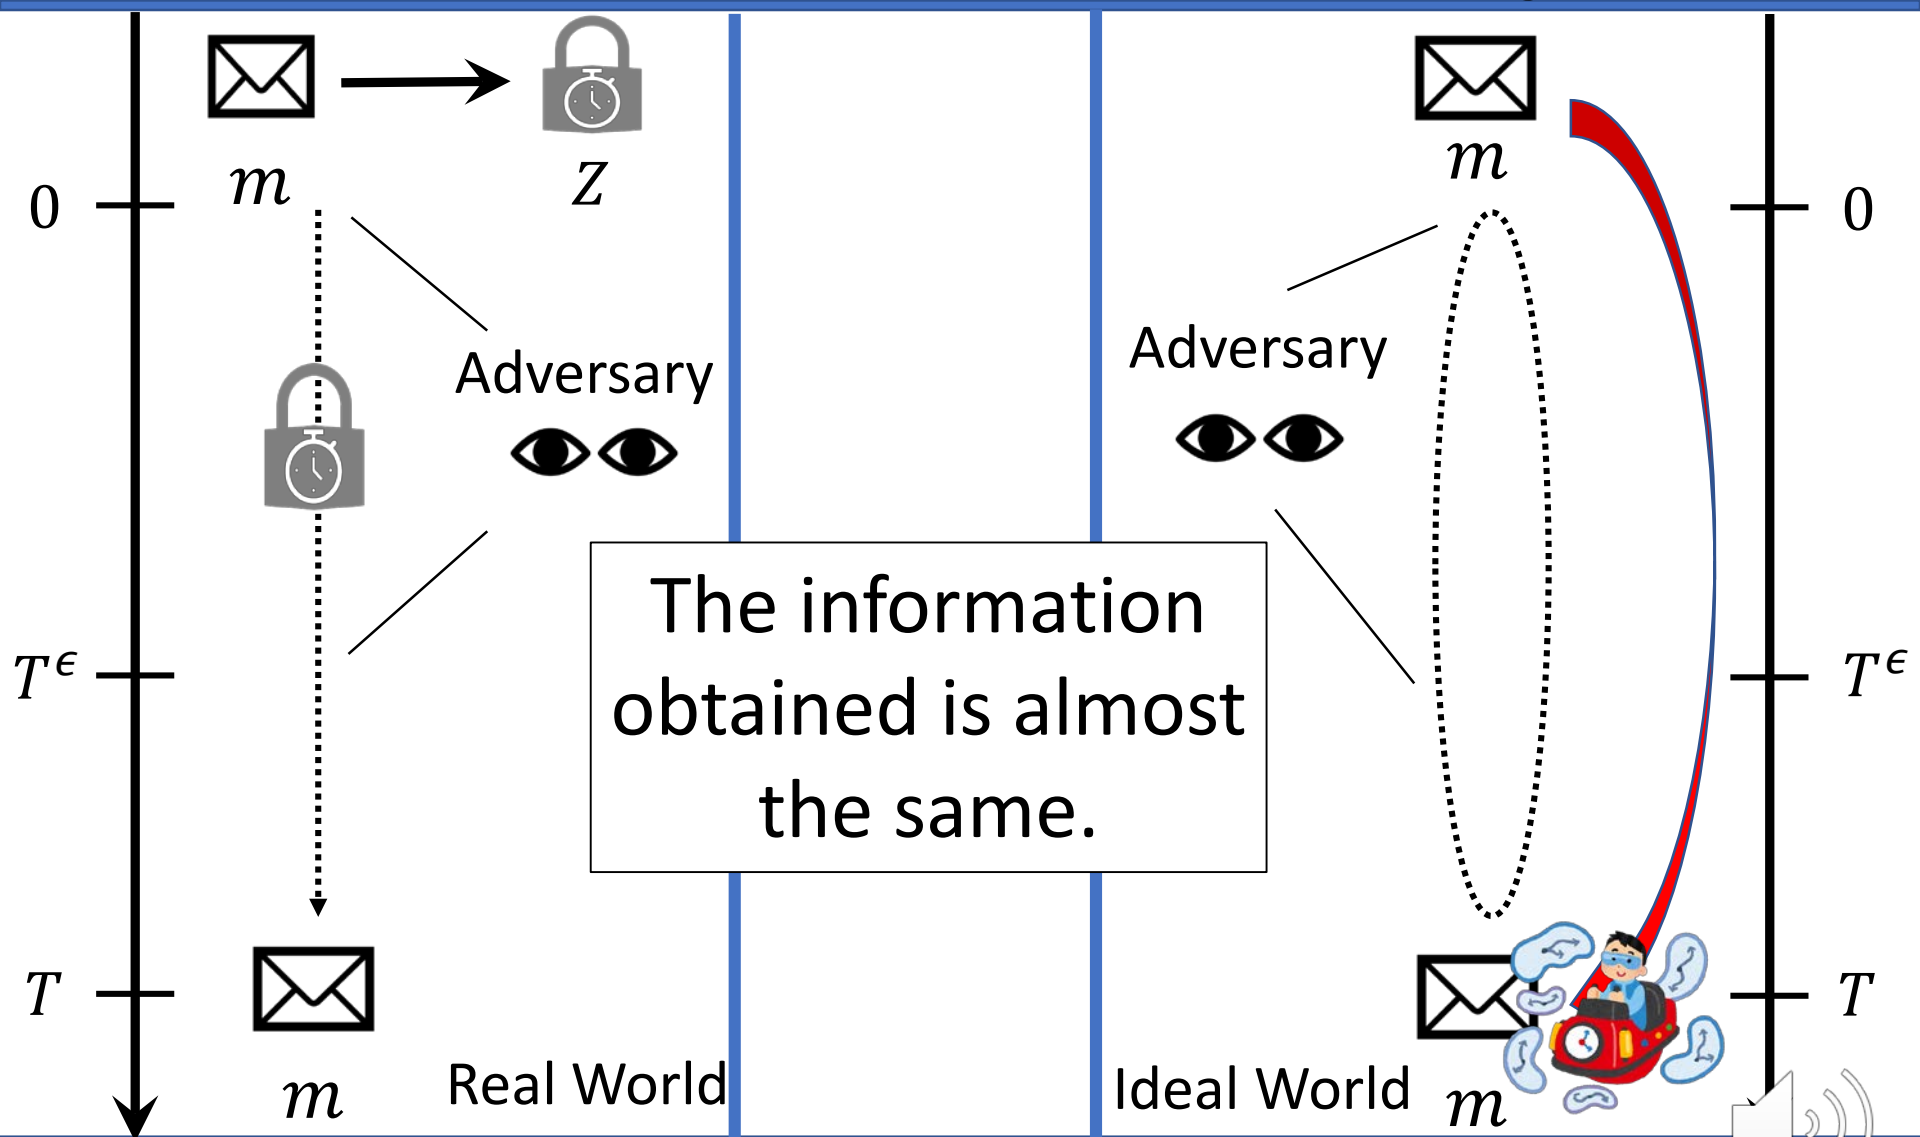 m
Z
0
Adversary
T^ϵ
T
m
Real World
The information
obtained is almost
the same.
m
0
Adversary
T^ϵ
T
Ideal World
m